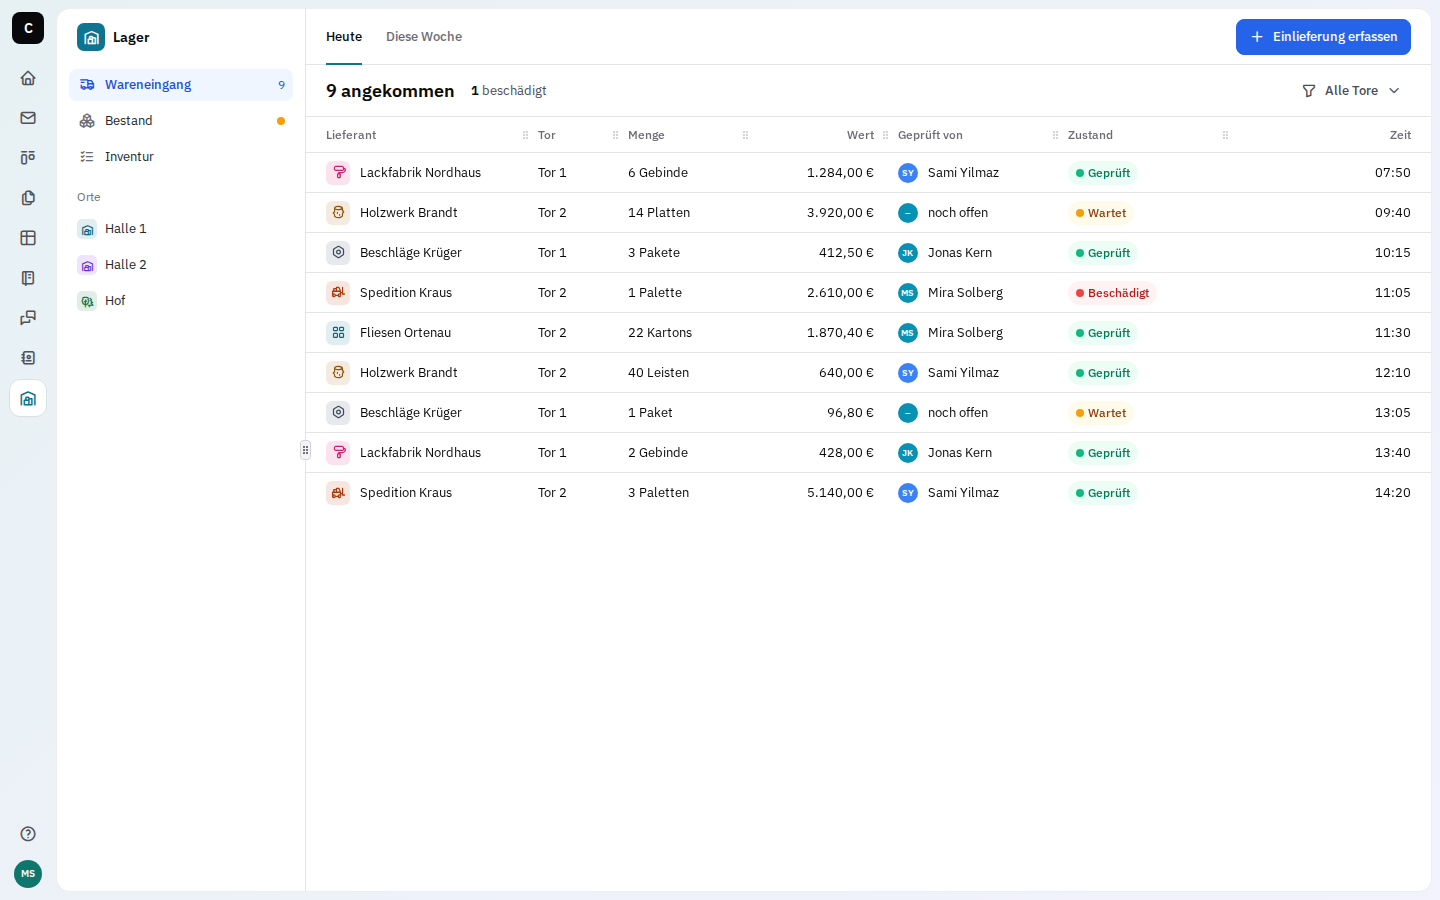 C
Lager
Wareneingang 9
Bestand
Inventur
Orte
Halle 1
Halle 2
Hof
MS
Heute Diese Woche Einlieferung erfassen
9 angekommen 1 beschädigt Alle Tore
Lieferant Tor Menge Wert Geprüft von Zustand Zeit
Lackfabrik Nordhaus Tor 1 6 Gebinde 1.284,00 € SY Sami Yilmaz Geprüft 07:50
Holzwerk Brandt Tor 2 14 Platten 3.920,00 € – noch offen Wartet 09:40
Beschläge Krüger Tor 1 3 Pakete 412,50 € JK Jonas Kern Geprüft 10:15
Spedition Kraus Tor 2 1 Palette 2.610,00 € MS Mira Solberg Beschädigt 11:05
Fliesen Ortenau Tor 2 22 Kartons 1.870,40 € MS Mira Solberg Geprüft 11:30
Holzwerk Brandt Tor 2 40 Leisten 640,00 € SY Sami Yilmaz Geprüft 12:10
Beschläge Krüger Tor 1 1 Paket 96,80 € – noch offen Wartet 13:05
Lackfabrik Nordhaus Tor 1 2 Gebinde 428,00 € JK Jonas Kern Geprüft 13:40
Spedition Kraus Tor 2 3 Paletten 5.140,00 € SY Sami Yilmaz Geprüft 14:20